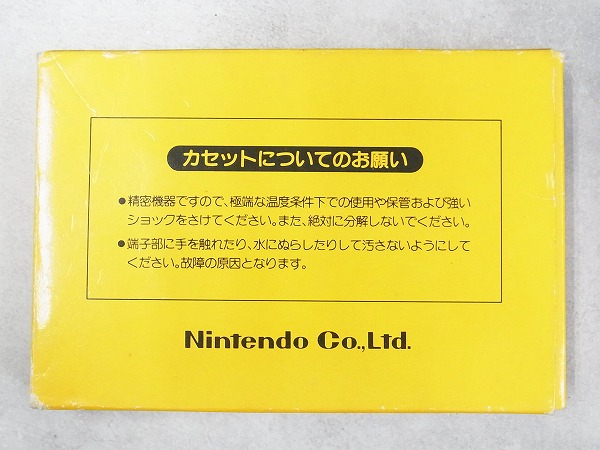 カセットについてのお願い
●精密機器ですので、極端な温度条件下での使用や保管および強い
ショックをさけてください。また、絶対に分解しないでください。
●端子部に手を触れたり、水にぬらしたりして汚さないようにして
ください。故障の原因となります。
Nintendo Co.,Ltd.